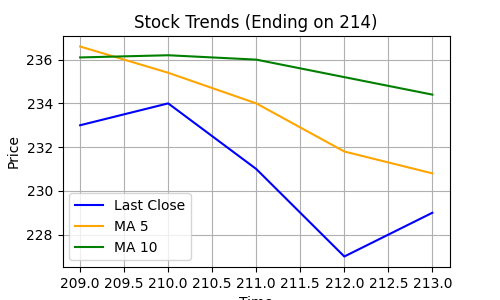 Stock Trends (Ending on 214)
Price
236
234
232
230
228
Last Close
MA 5
MA 10
209.0 209.5 210.0 210.5 211.0 211.5 212.0 212.5 213.0
Time